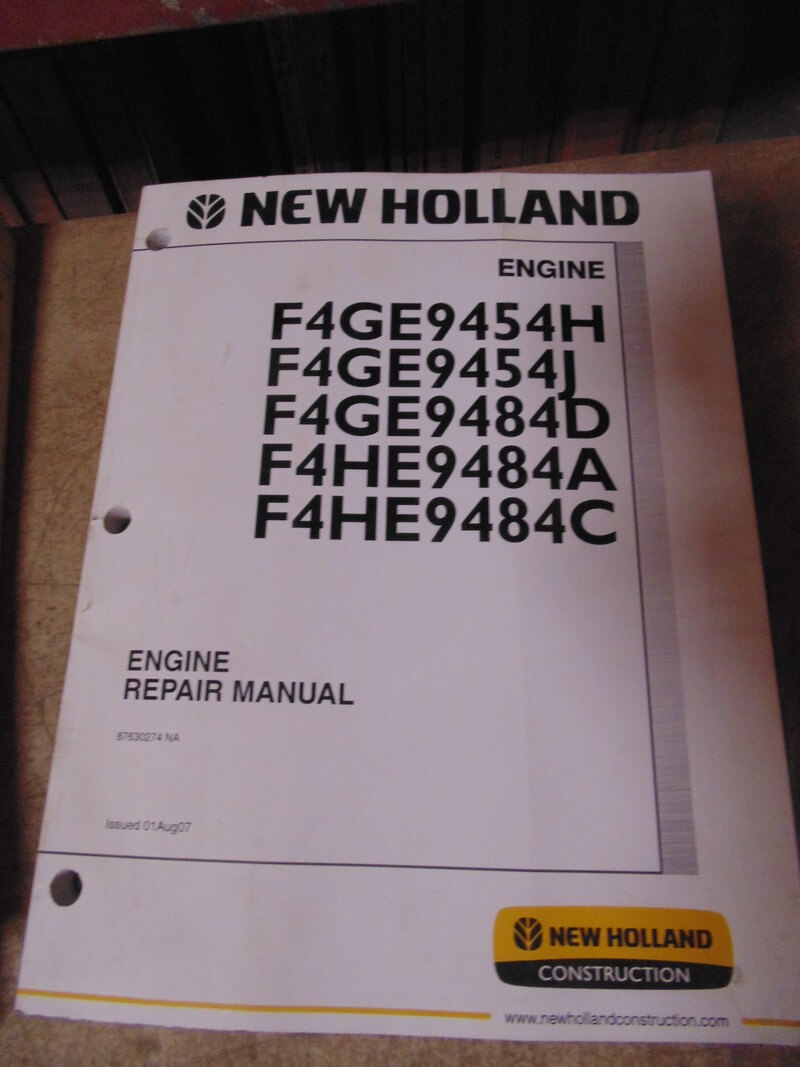 NEW HOLLAND
ENGINE
F4GE9454H
F4GE9454J
F4GE9484D
F4HE9484A
F4HE9484C
ENGINE
REPAIR MANUAL
87630274 NA
Issued 01Aug07
NEW HOLLAND
CONSTRUCTION
www.newhollandconstruction.com